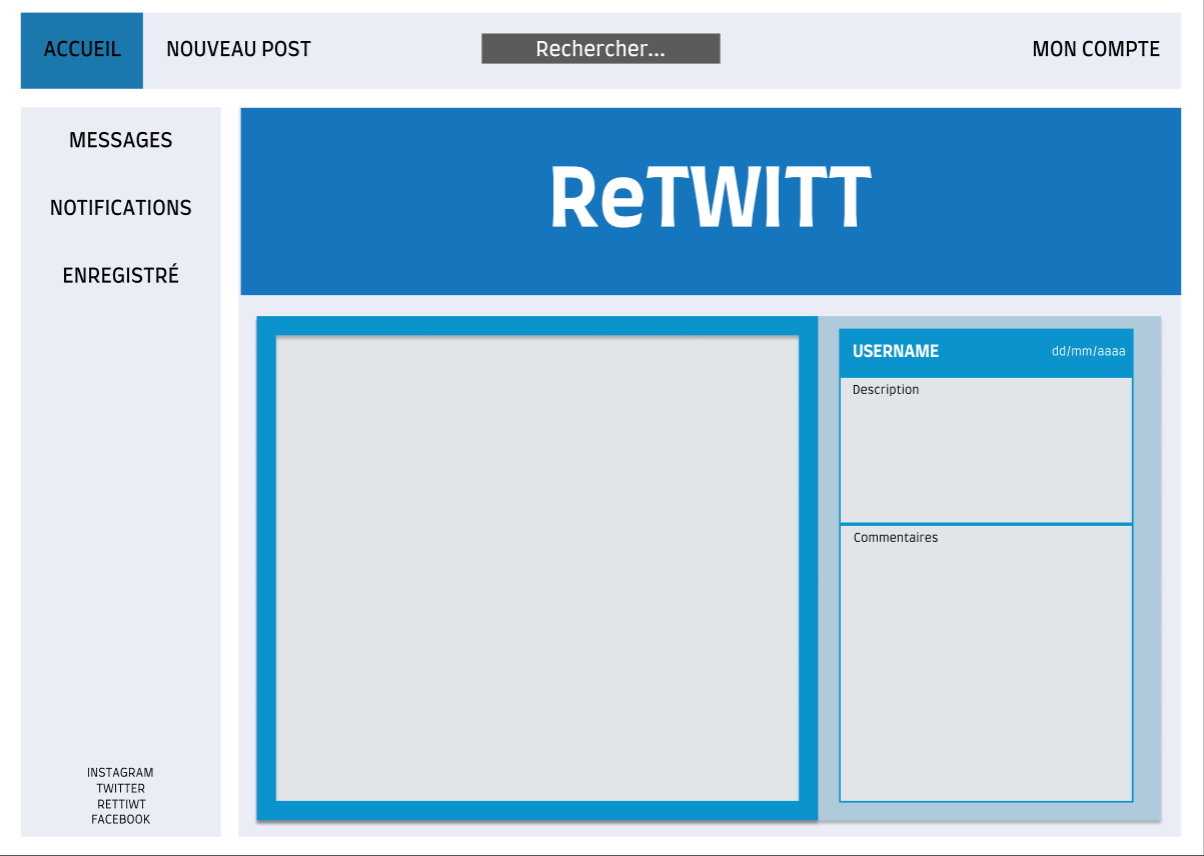 ACCUEIL NOUVEAU POST Rechercher... MON COMPTE
MESSAGES
NOTIFICATIONS
ENREGISTRÉ
ReTWITT
USERNAME dd/mm/aaaa
Description
Commentaires
INSTAGRAM
TWITTER
RETTIWT
FACEBOOK